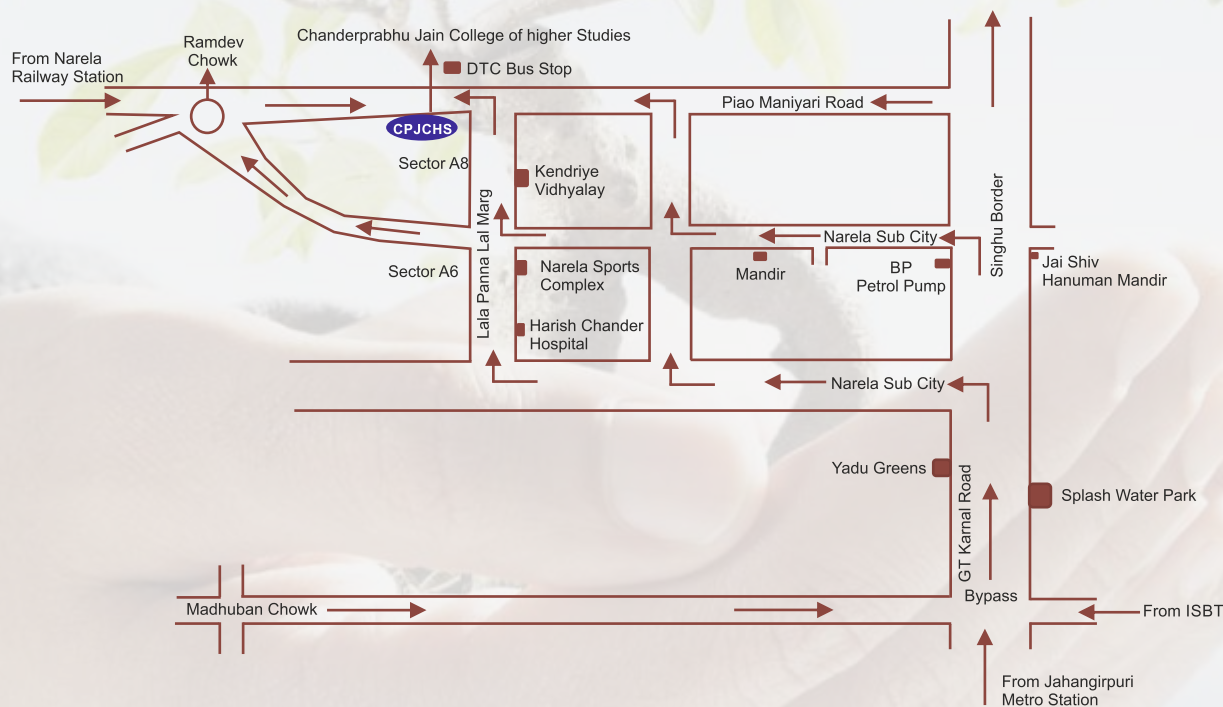 Chanderprabhu Jain College of higher Studies
Ramdev
Chowk
From Narela
Railway Station
DTC Bus Stop
Piao Maniyari Road
CPJCHS
Sector A8
Kendriye
Vidhyalay
Lala Panna Lal Marg
Singhu Border
Narela Sub City
Sector A6
Narela Sports
Complex
Mandir
BP
Petrol Pump
Jai Shiv
Hanuman Mandir
Harish Chander
Hospital
Narela Sub City
Yadu Greens
GT Karnal Road
Splash Water Park
Bypass
Madhuban Chowk
From ISBT
From Jahangirpuri
Metro Station